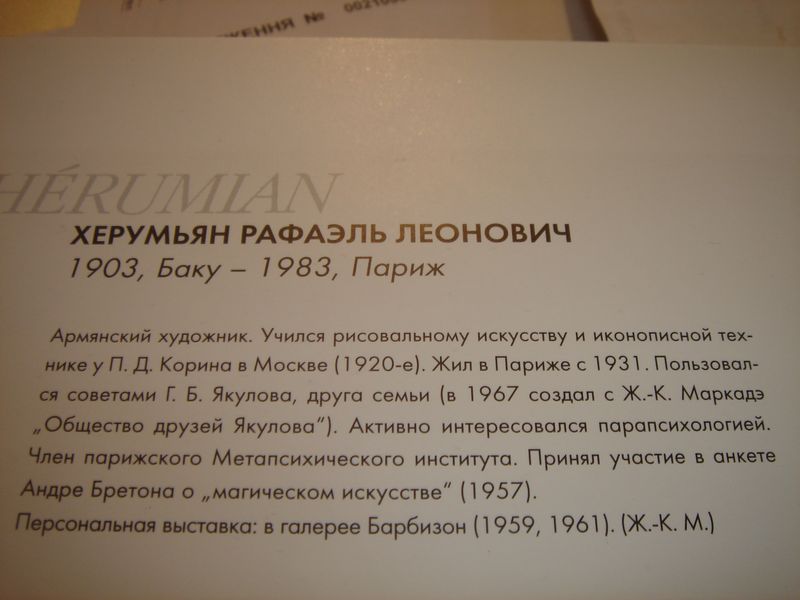 ЖЕНИЯ №
HÉRUMIAN
ХЕРУМЬЯН РАФАЭЛЬ ЛЕОНОВИЧ
1903, Баку – 1983, Париж
Армянский художник. Учился рисовальному искусству и иконописной тех-
нике у П. Д. Корина в Москве (1920-е). Жил в Париже с 1931. Пользовал-
ся советами Г. Б. Якулова, друга семьи (в 1967 создал с Ж.-К. Маркадэ
„Общество друзей Якулова”). Активно интересовался парапсихологией.
Член парижского Метапсихического института. Принял участие в анкете
Андре Бретона о „магическом искусстве” (1957).
Персональная выставка: в галерее Барбизон (1959, 1961). (Ж.-К. М.)